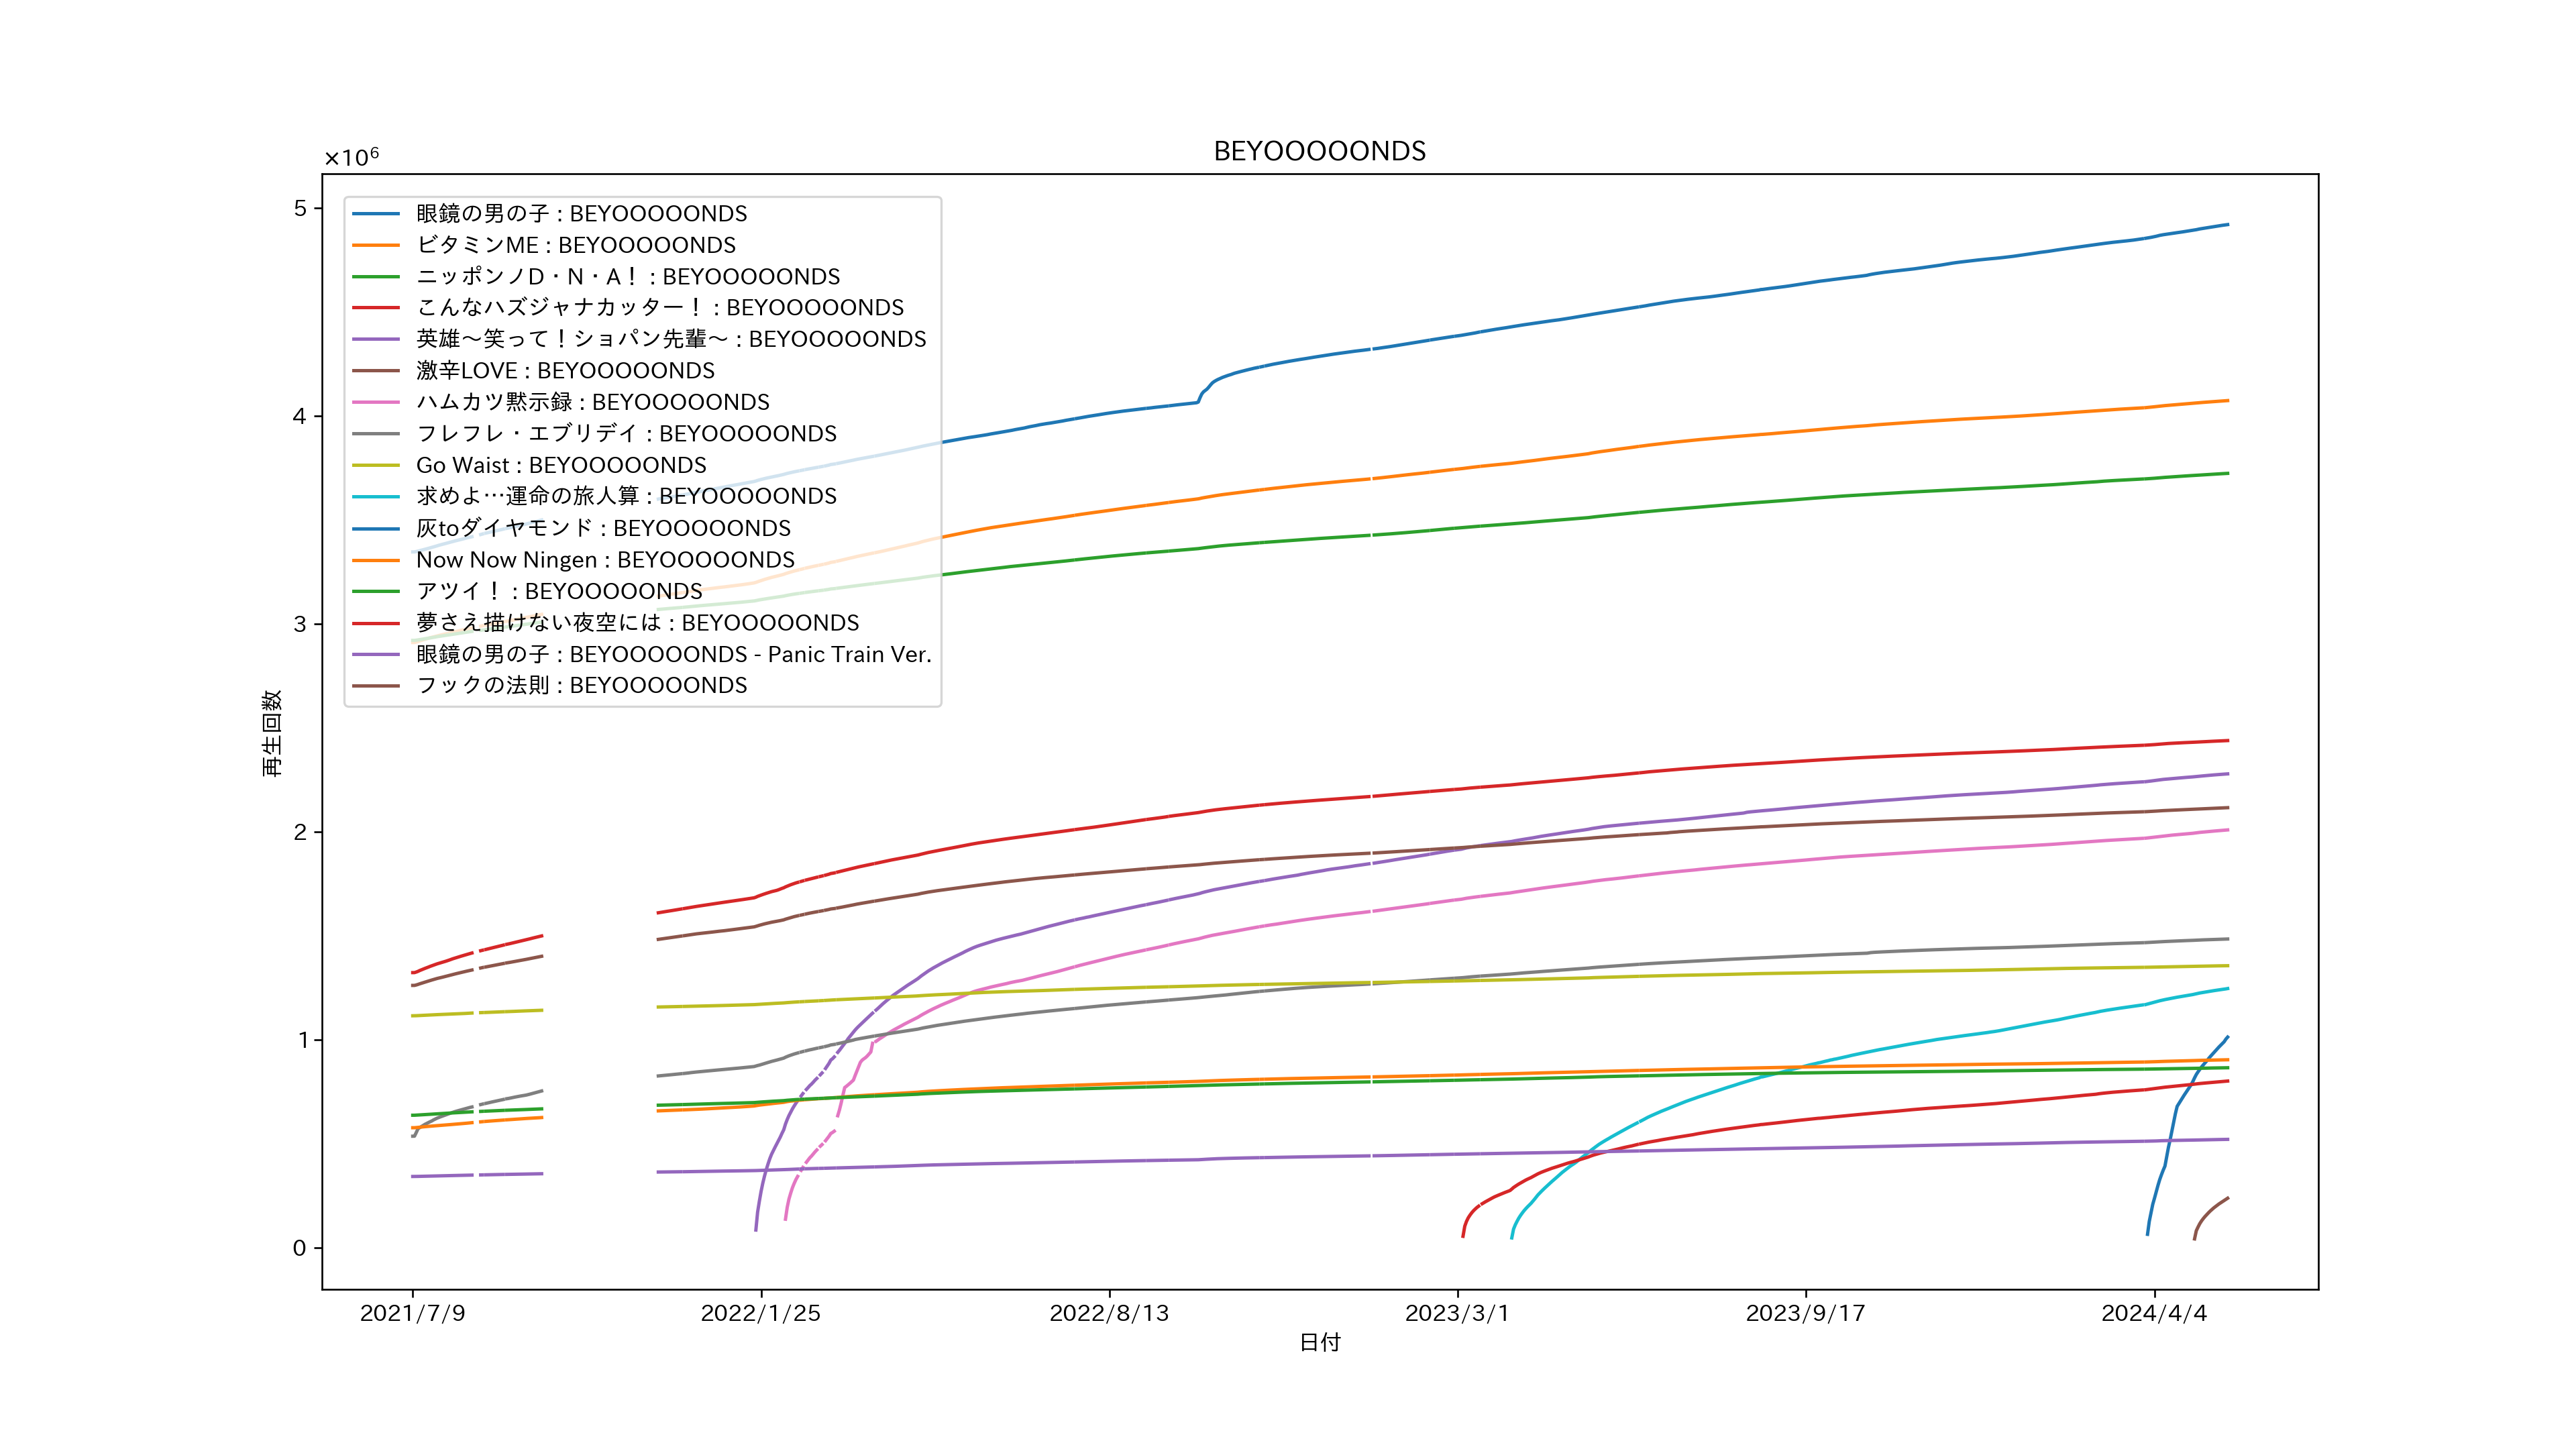 BEYOOOOONDS
×10⁶
5
4
3
2
1
0
再生回数
眼鏡の男の子 : BEYOOOOONDS
ビタミンME : BEYOOOOONDS
ニッポンノD・N・A！ : BEYOOOOONDS
こんなハズジャナカッター！ : BEYOOOOONDS
英雄〜笑って！ショパン先輩〜 : BEYOOOOONDS
激辛LOVE : BEYOOOOONDS
ハムカツ黙示録 : BEYOOOOONDS
フレフレ・エブリデイ : BEYOOOOONDS
Go Waist : BEYOOOOONDS
求めよ…運命の旅人算 : BEYOOOOONDS
灰toダイヤモンド : BEYOOOOONDS
Now Now Ningen : BEYOOOOONDS
アツイ！ : BEYOOOOONDS
夢さえ描けない夜空には : BEYOOOOONDS
眼鏡の男の子 : BEYOOOOONDS - Panic Train Ver.
フックの法則 : BEYOOOOONDS
2021/7/9
2022/1/25
2022/8/13
2023/3/1
2023/9/17
2024/4/4
日付